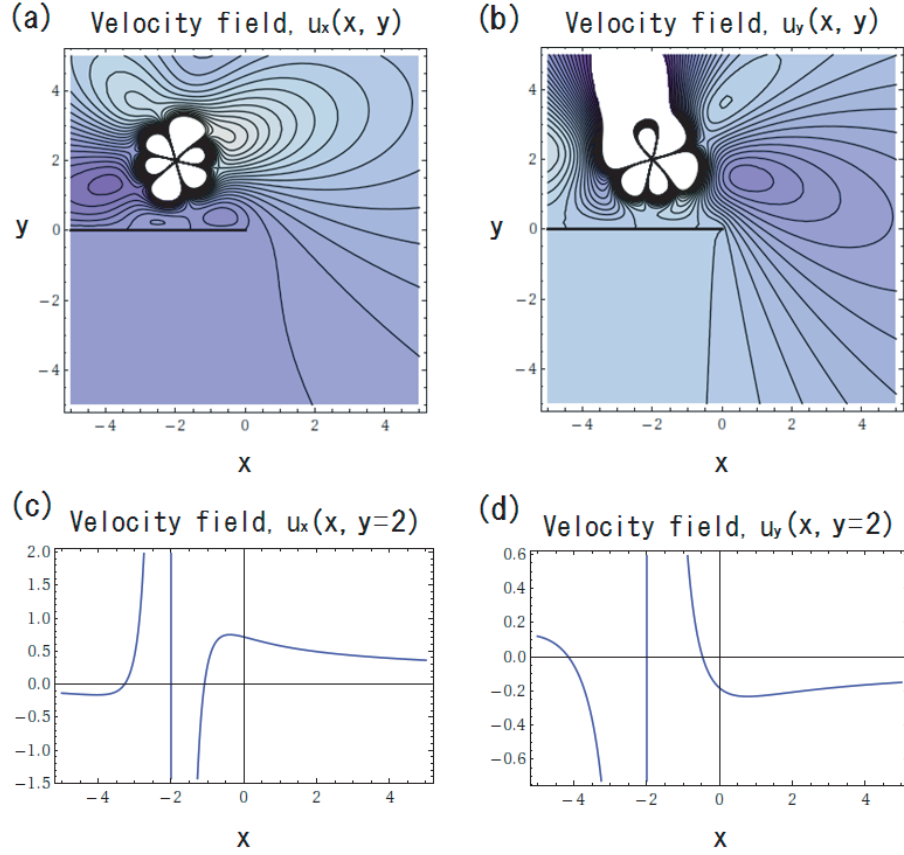 (a) Velocity field, uₓ(x, y)
(b) Velocity field, u_y(x, y)
4
2
y 0
−2
−4
−4 −2 0 2 4
x
4
2
y 0
−2
−4
−4 −2 0 2 4
x
(c) Velocity field, uₓ(x, y=2)
(d) Velocity field, u_y(x, y=2)
2.0
1.5
1.0
0.5
0.0
−0.5
−1.0
−1.5
−4 −2 0 2 4
x
0.6
0.4
0.2
0.0
−0.2
−0.4
−0.6
−4 −2 0 2 4
x